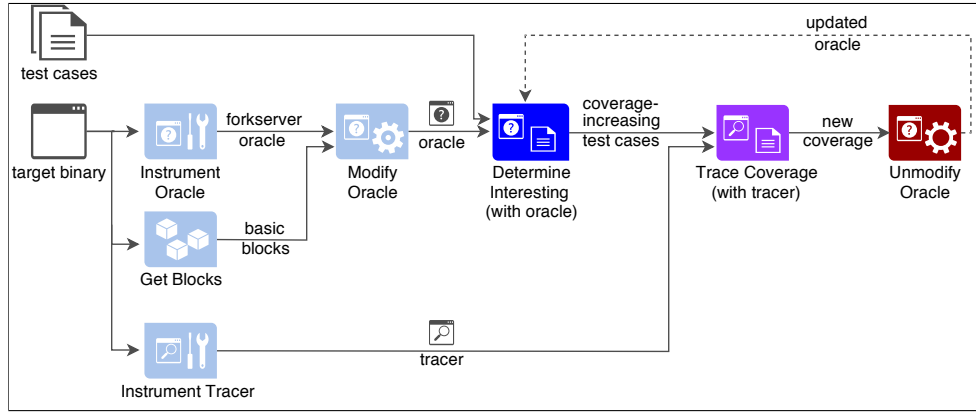 updated
oracle
test cases
target binary
forkserver
oracle
Instrument
Oracle
Modify
Oracle
oracle
Determine
Interesting
(with oracle)
coverage-
increasing
test cases
Trace Coverage
(with tracer)
new
coverage
Unmodify
Oracle
basic
blocks
Get Blocks
tracer
Instrument Tracer